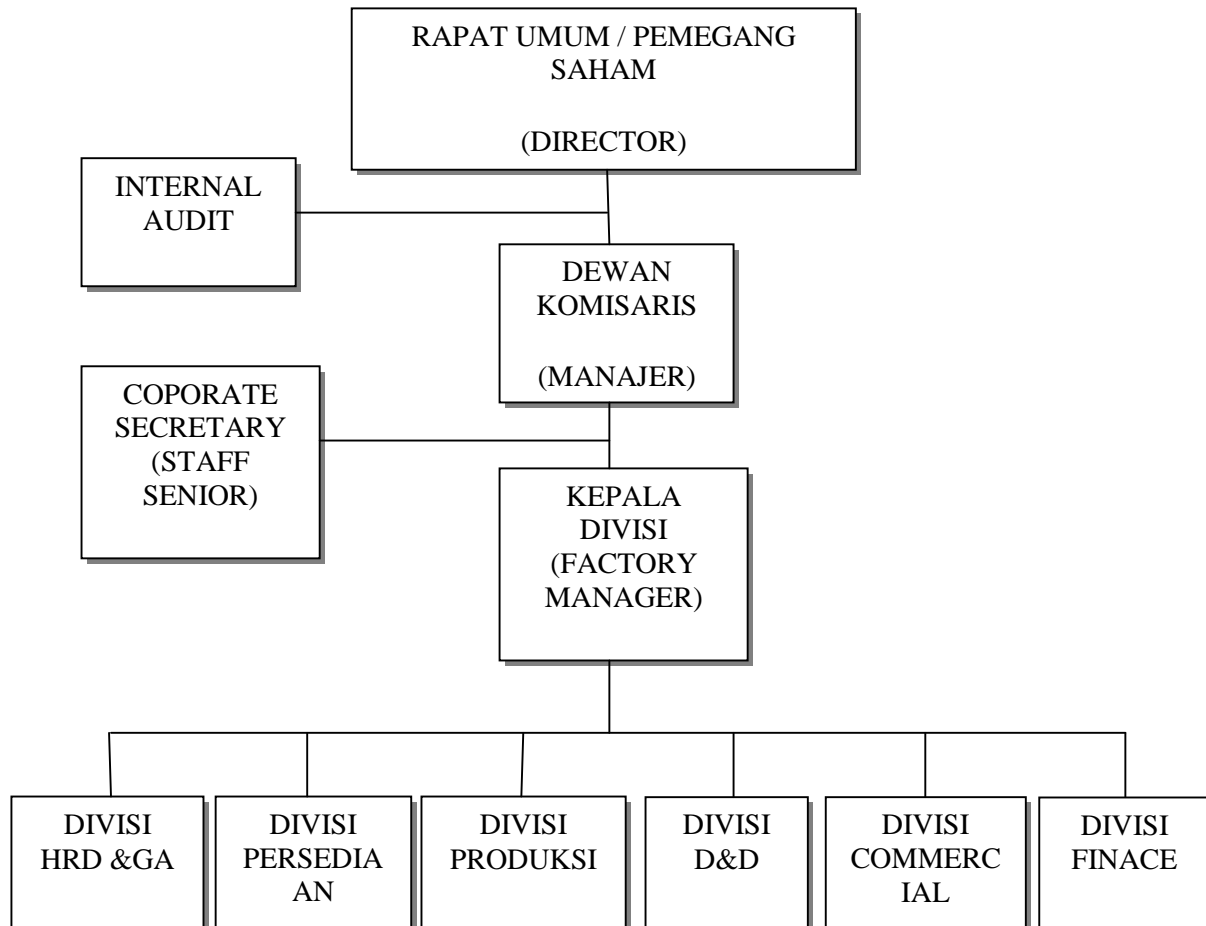 RAPAT UMUM / PEMEGANG
SAHAM
(DIRECTOR)
INTERNAL
AUDIT
DEWAN
KOMISARIS
(MANAJER)
COPORATE
SECRETARY
(STAFF
SENIOR)
KEPALA
DIVISI
(FACTORY
MANAGER)
DIVISI
HRD &GA
DIVISI
PERSEDIA
AN
DIVISI
PRODUKSI
DIVISI
D&D
DIVISI
COMMERC
IAL
DIVISI
FINACE